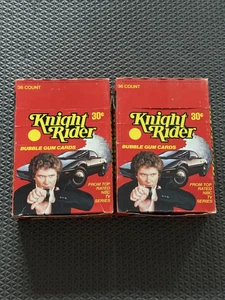 36 COUNT
Knight
Rider
30¢
BUBBLE GUM CARDS
FROM TOP
RATED
NBC
TV
SERIES
36 COUNT
Knight
Rider
30¢
BUBBLE GUM CARDS
FROM TOP
RATED
NBC
TV
SERIES